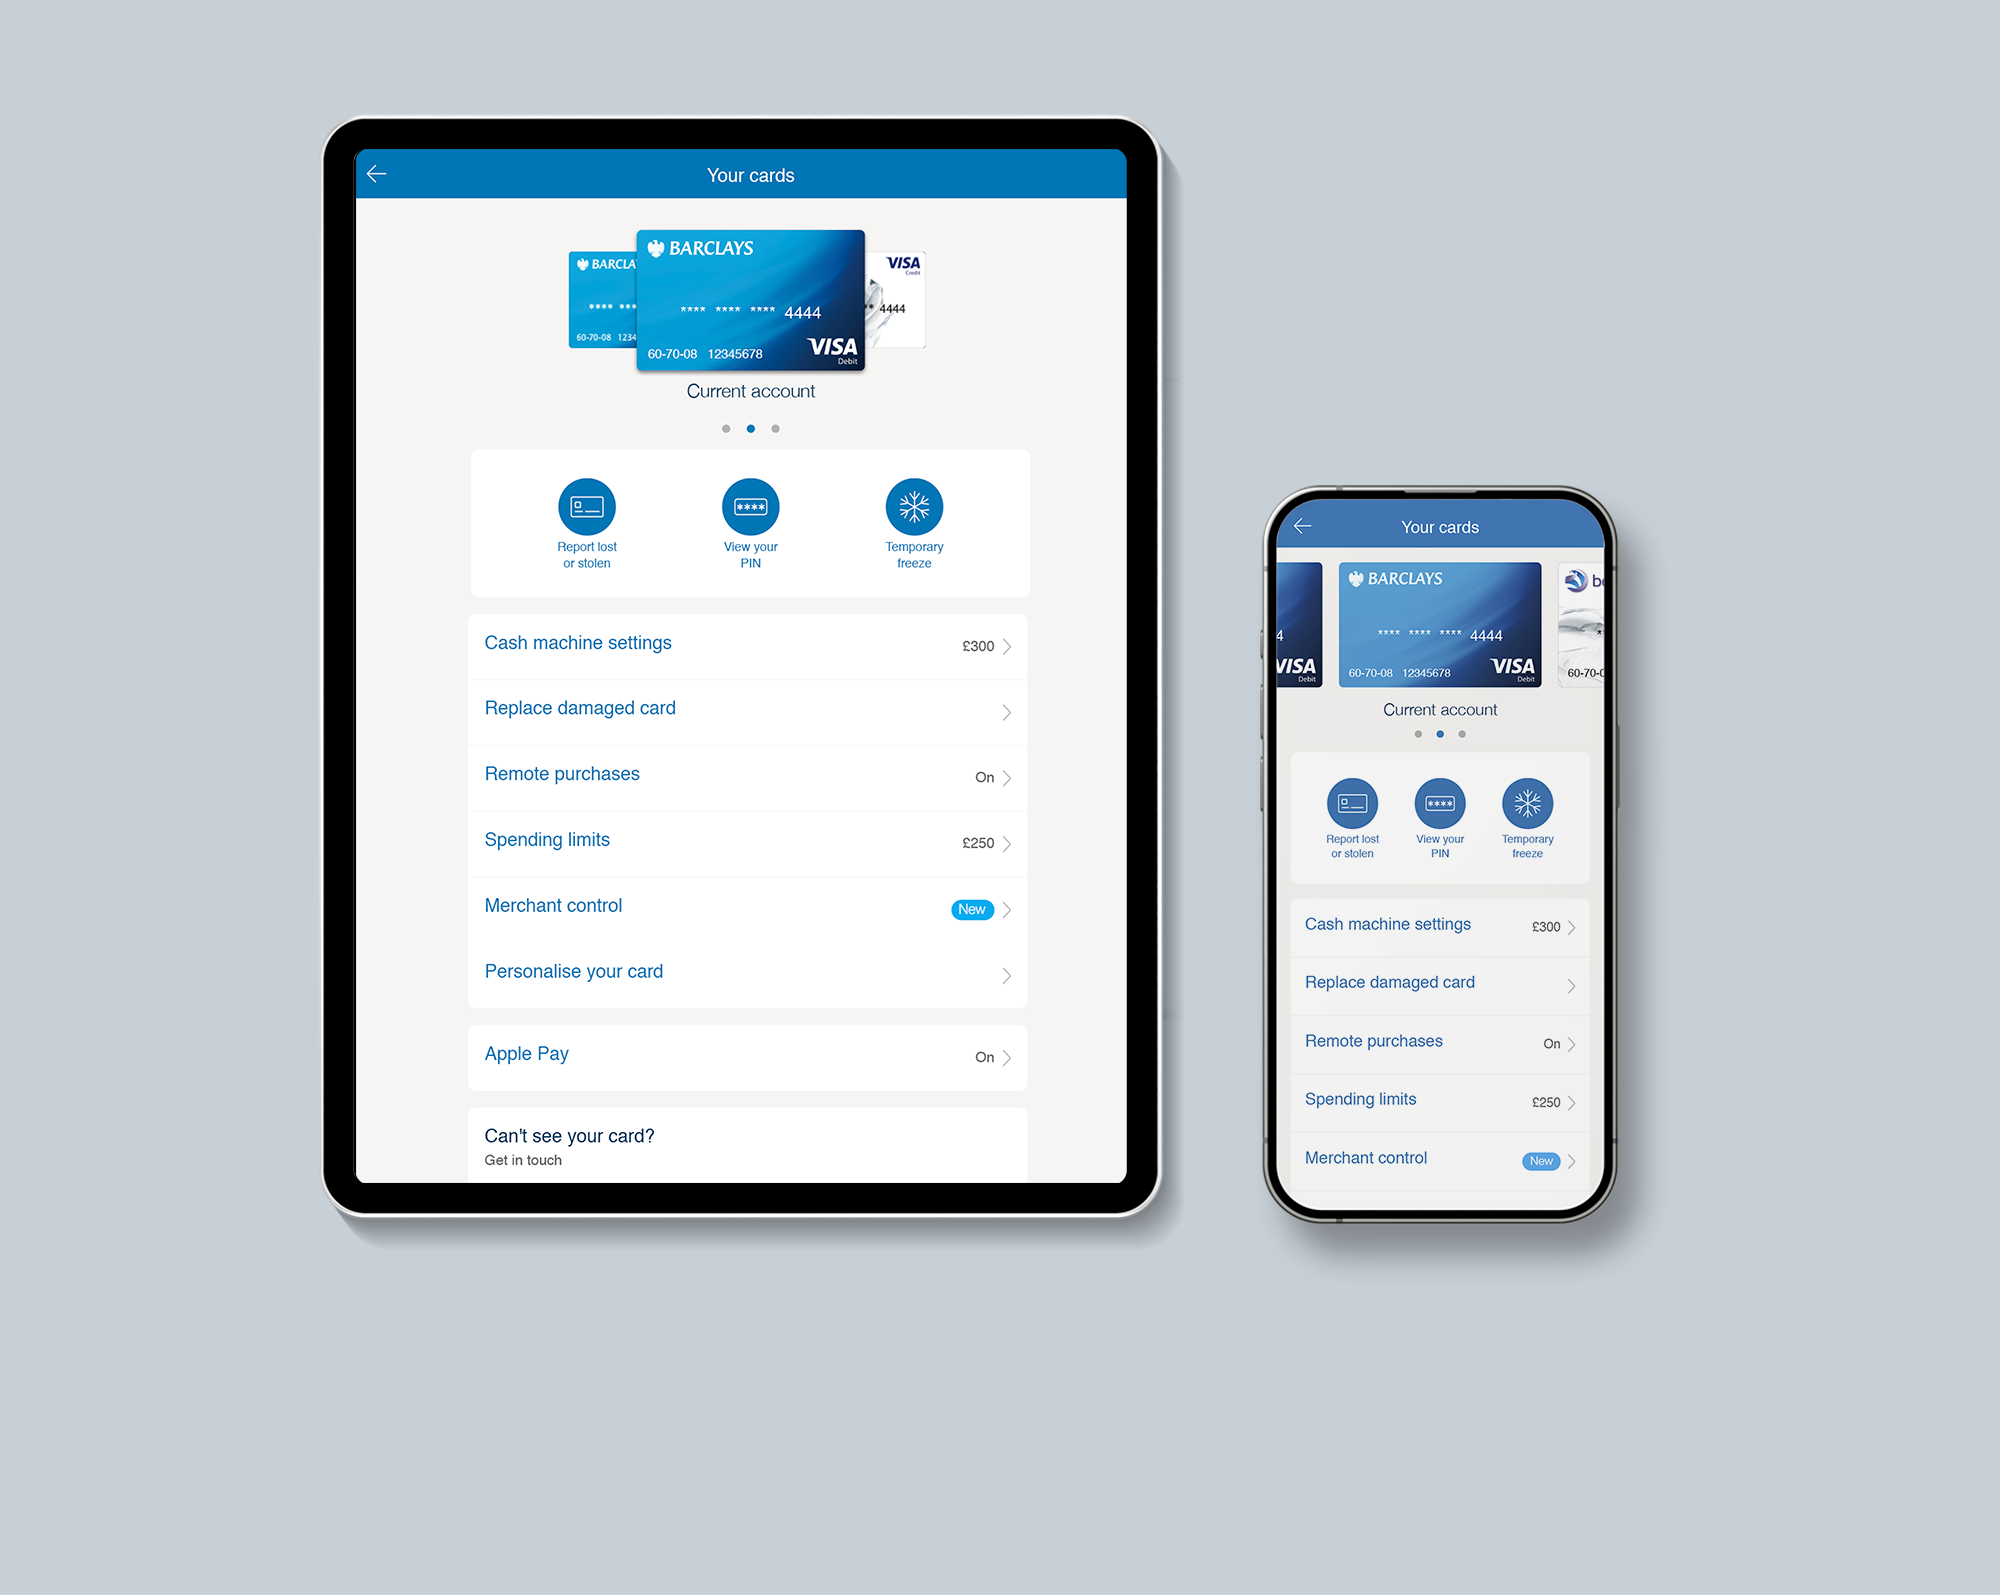 Your cards
BARCLAYS
BARCLA
VISA
Credit
**** ***
**** **** **** 4444
** 4444
60-70-08 1234
60-70-08 12345678
VISA
Debit
Current account
Report lost
or stolen
View your
PIN
Temporary
freeze
Cash machine settings £300
Replace damaged card
Remote purchases On
Spending limits £250
Merchant control New
Personalise your card
Apple Pay On
Can't see your card?
Get in touch
Your cards
BARCLAYS
4
**** **** **** 4444
VISA
Debit
60-70-08 12345678
VISA
Debit
60-70-0
Current account
Report lost
or stolen
View your
PIN
Temporary
freeze
Cash machine settings £300
Replace damaged card
Remote purchases On
Spending limits £250
Merchant control New